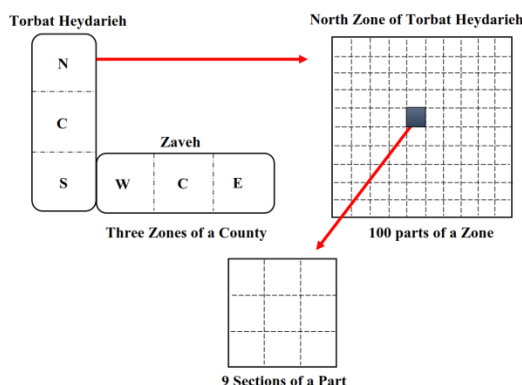 Torbat Heydarieh
North Zone of Torbat Heydarieh
N
C
S
Zaveh
W C E
Three Zones of a County
100 parts of a Zone
9 Sections of a Part